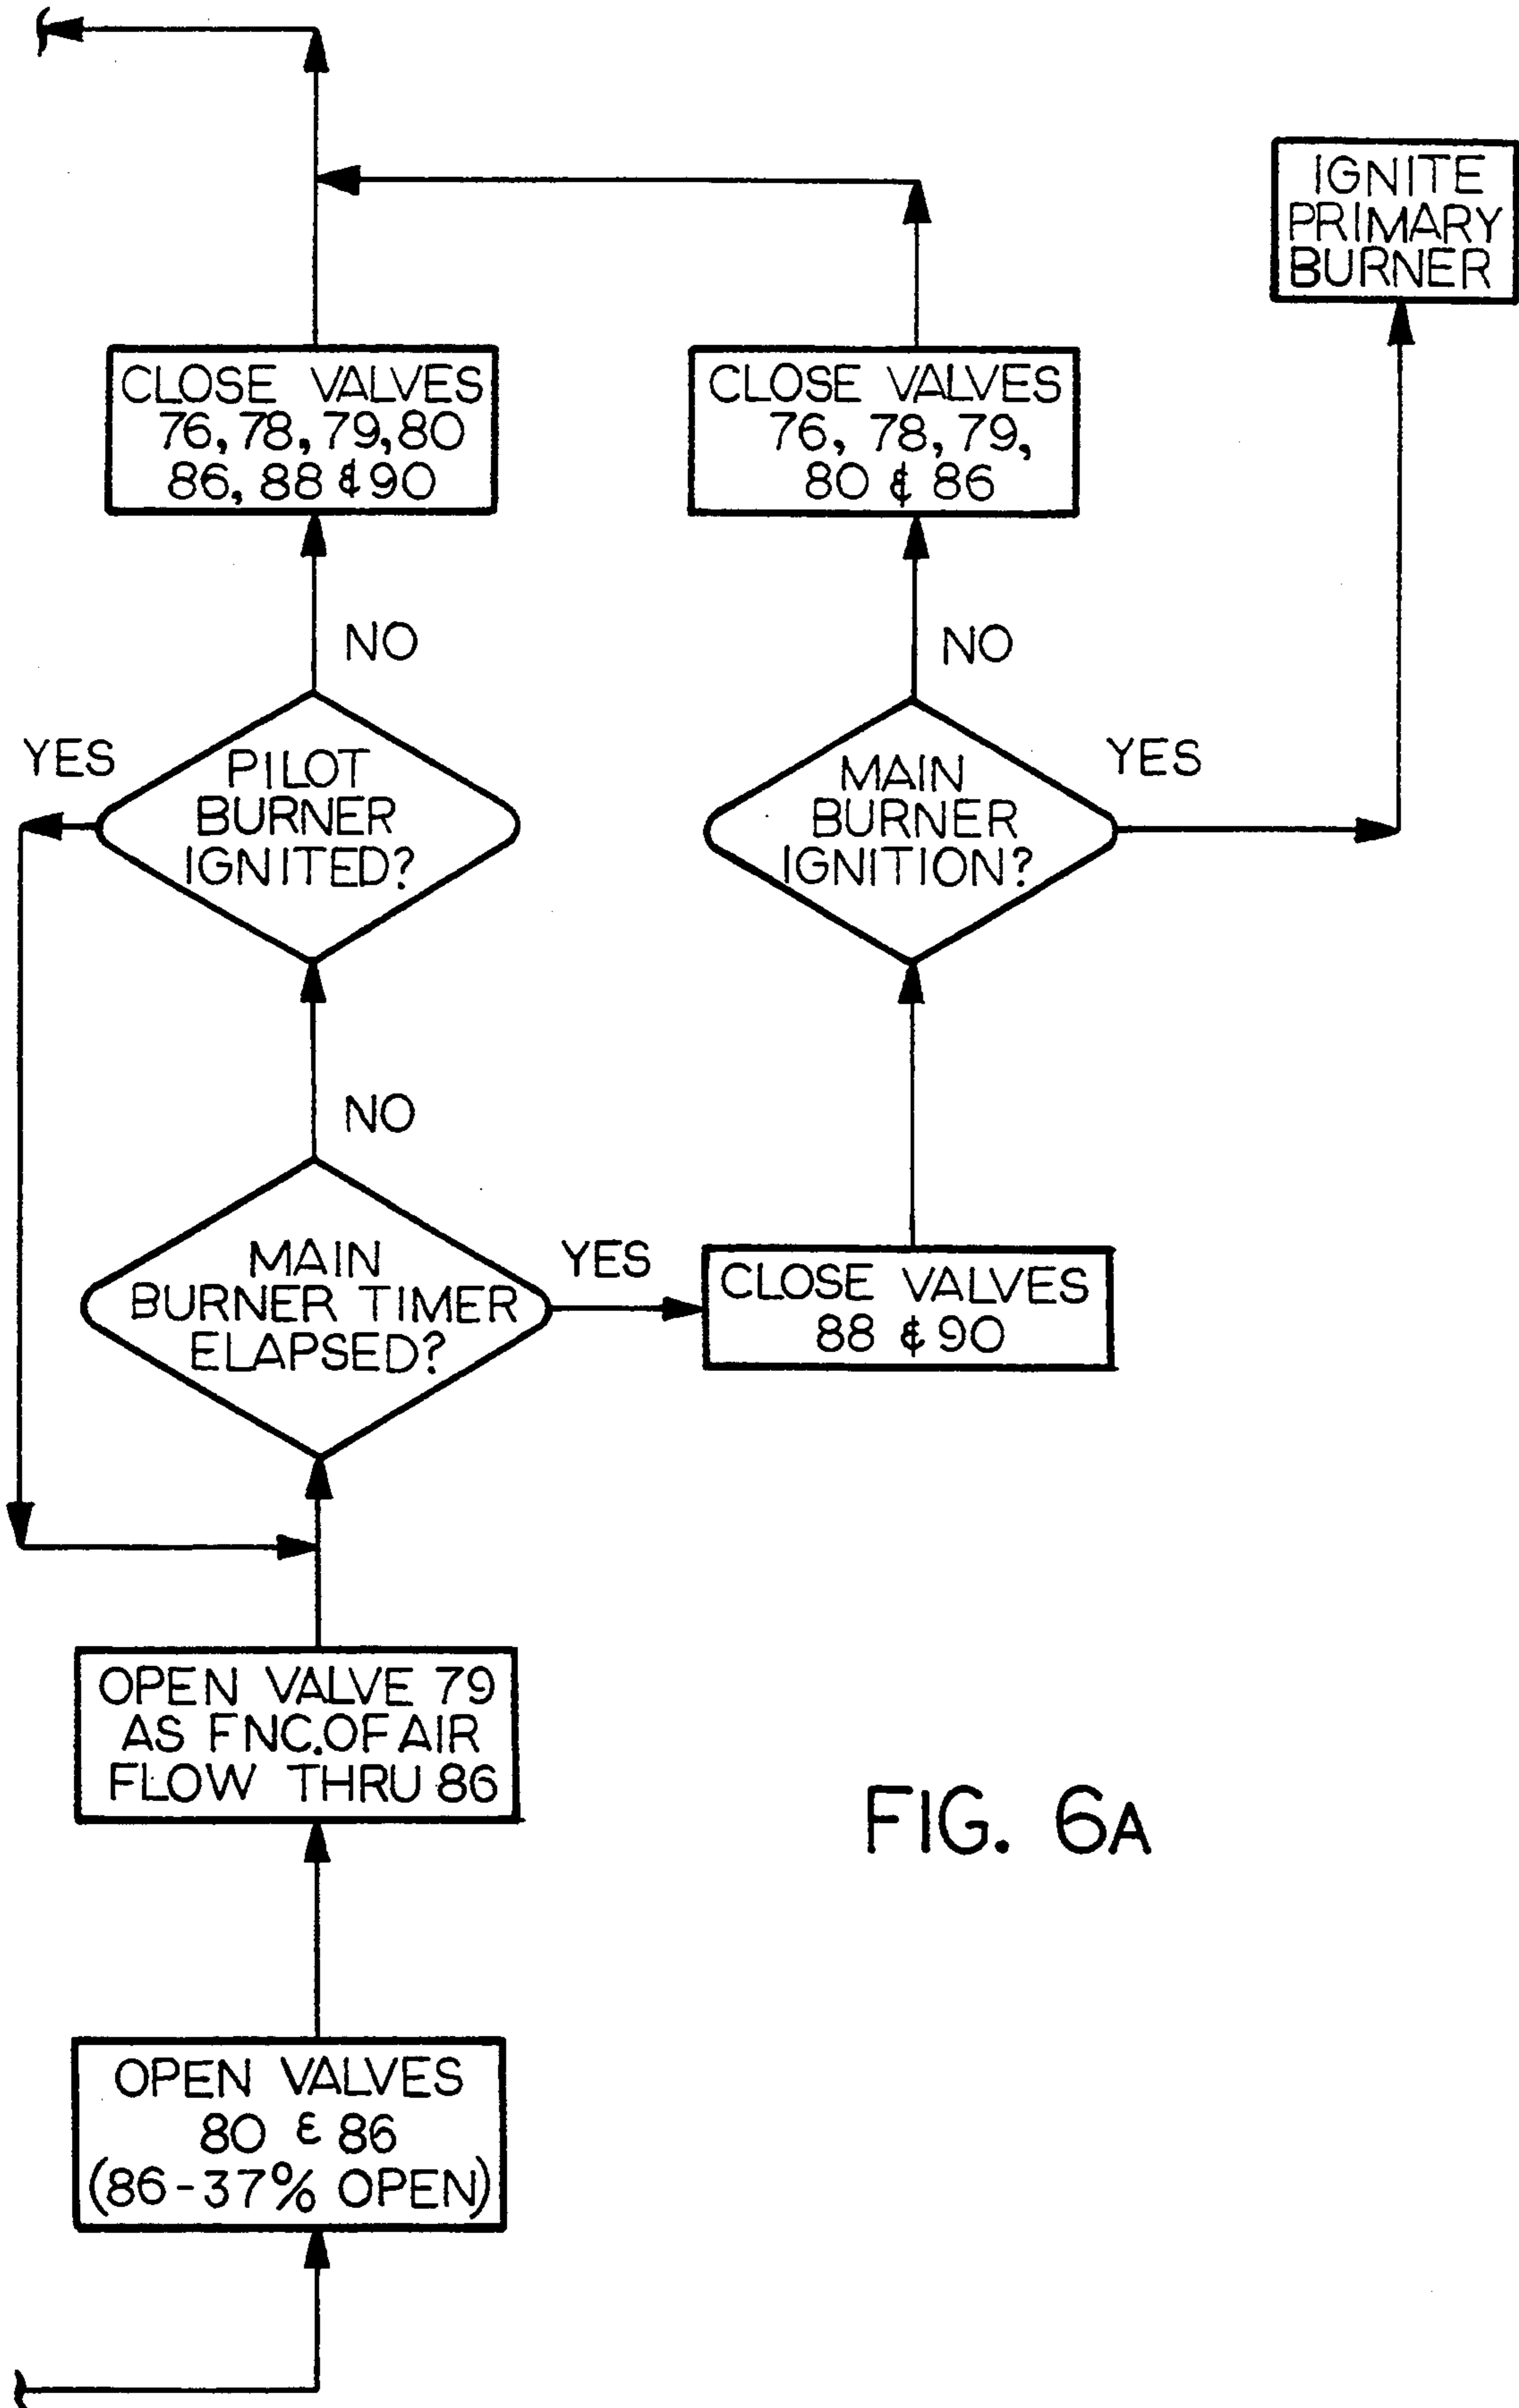 IGNITE
PRIMARY
BURNER
CLOSE VALVES
76, 78, 79, 80
86, 88 & 90
CLOSE VALVES
76, 78, 79,
80 & 86
NO
NO
YES
PILOT
BURNER
IGNITED?
MAIN
BURNER
IGNITION?
YES
NO
MAIN
BURNER TIMER
ELAPSED?
YES
CLOSE VALVES
88 & 90
OPEN VALVE 79
AS FNC. OF AIR
FLOW THRU 86
FIG. 6A
OPEN VALVES
80 & 86
(86-37% OPEN)